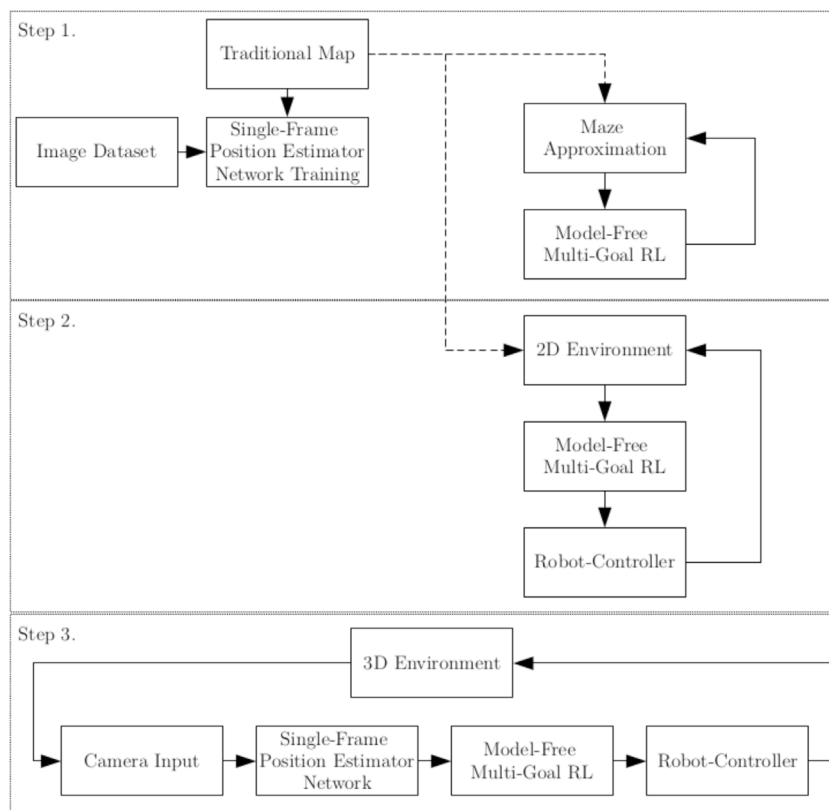 Step 1.
Traditional Map
Image Dataset
Single-Frame
Position Estimator
Network Training
Maze
Approximation
Model-Free
Multi-Goal RL
Step 2.
2D Environment
Model-Free
Multi-Goal RL
Robot-Controller
Step 3.
3D Environment
Camera Input
Single-Frame
Position Estimator
Network
Model-Free
Multi-Goal RL
Robot-Controller